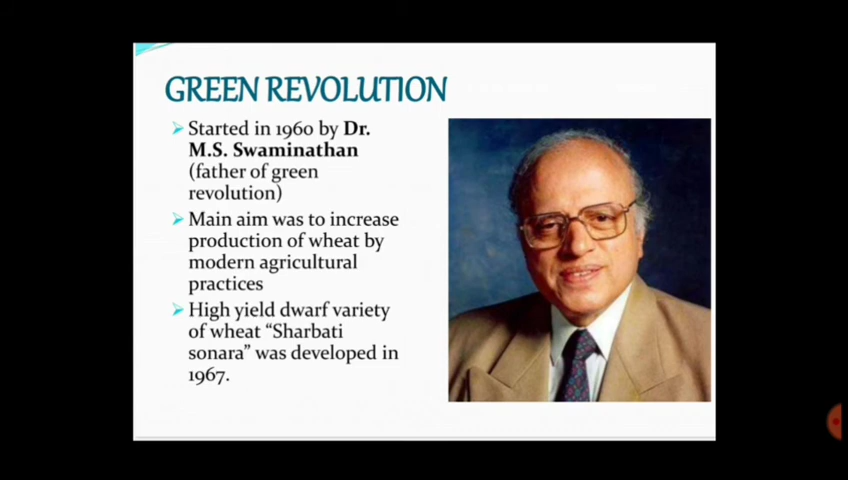 GREEN REVOLUTION
Started in 1960 by Dr.
M.S. Swaminathan
(father of green
revolution)
Main aim was to increase
production of wheat by
modern agricultural
practices
High yield dwarf variety
of wheat “Sharbati
sonara” was developed in
1967.